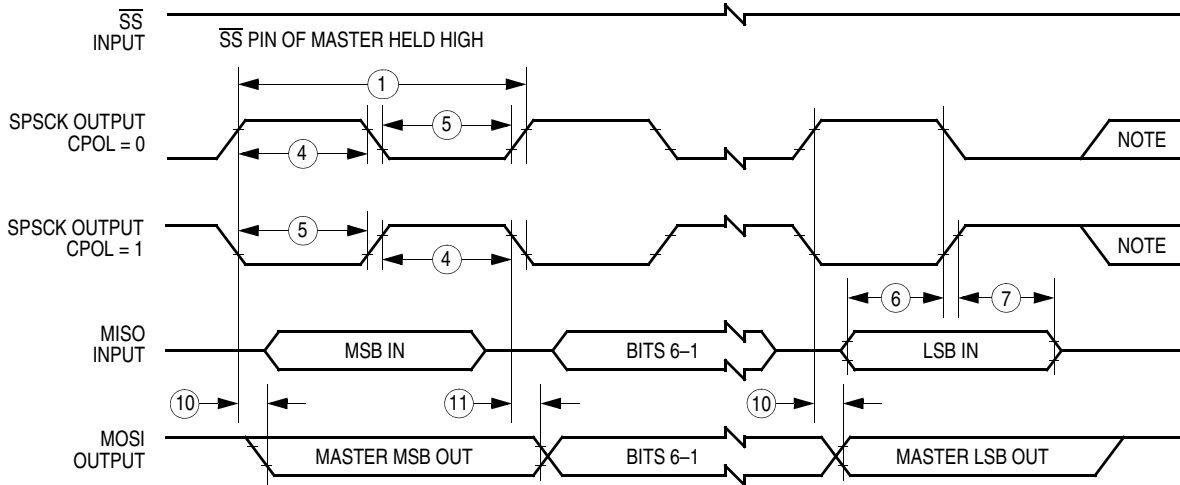 SS
INPUT
SS PIN OF MASTER HELD HIGH
1
SPSCK OUTPUT
CPOL = 0
5
4
NOTE
SPSCK OUTPUT
CPOL = 1
5
4
NOTE
6
7
MISO
INPUT
MSB IN
BITS 6–1
LSB IN
10
11
10
MOSI
OUTPUT
MASTER MSB OUT
BITS 6–1
MASTER LSB OUT